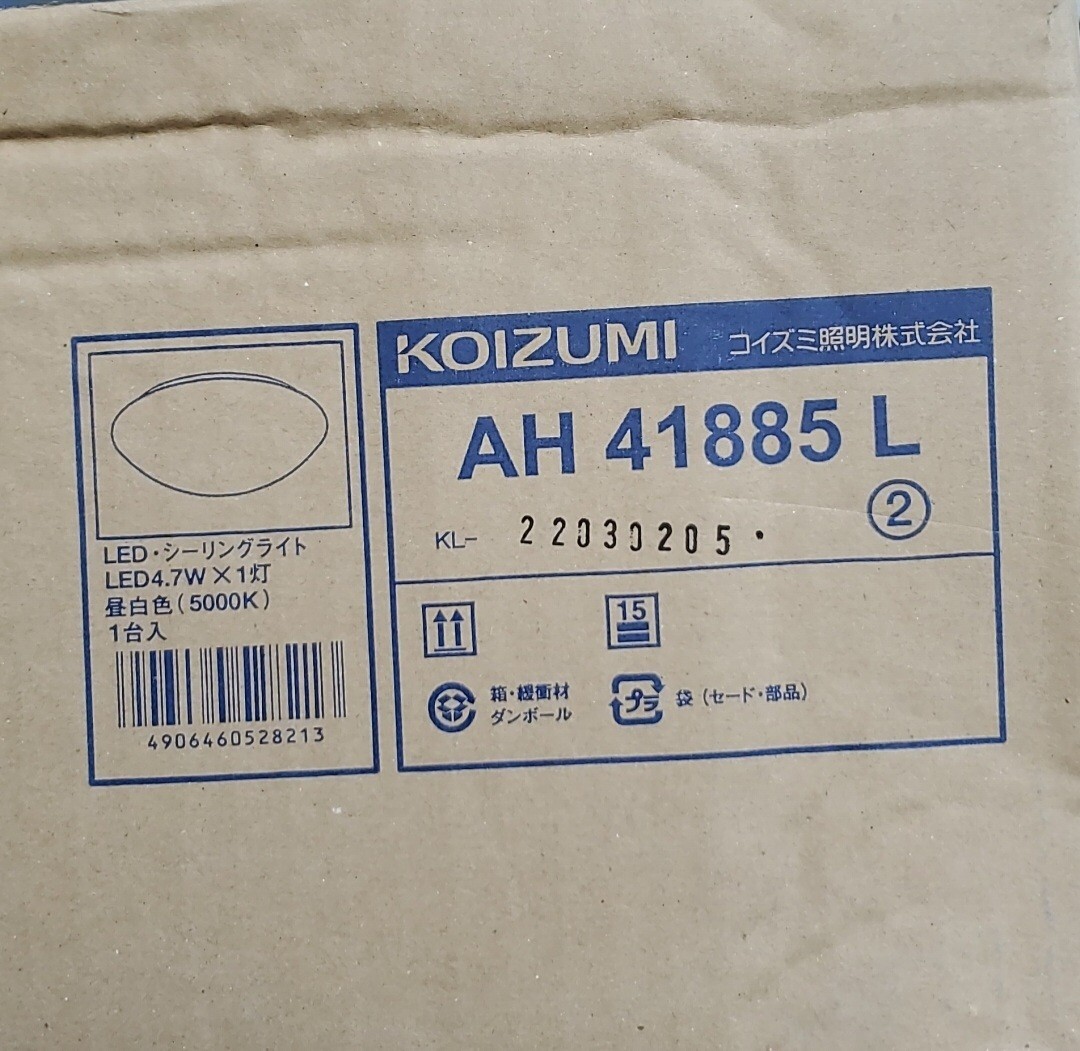 KOIZUMI コイズミ照明株式会社
AH 41885 L
②
KL- 22030205・
LED・シーリングライト
LED4.7W×1灯
昼白色(5000K)
1台入
4906460528213
15
箱・緩衝材
ダンボール
プラ
袋(セード・部品)